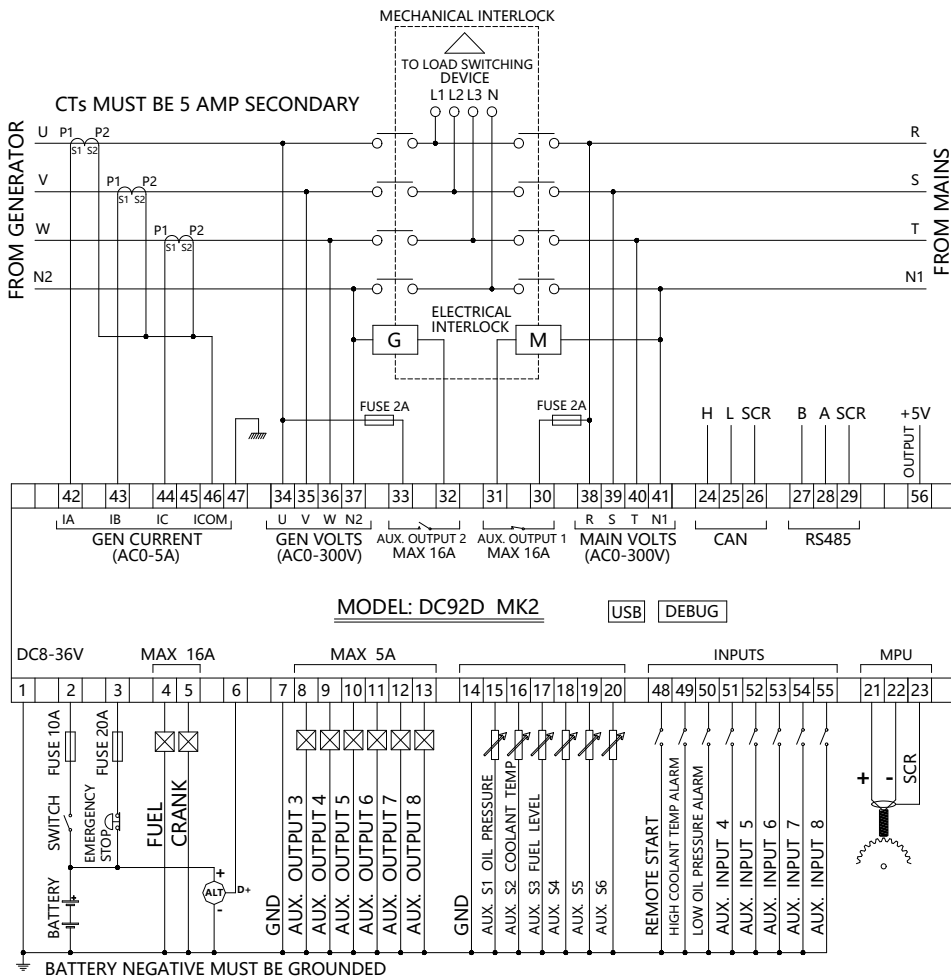 MECHANICAL INTERLOCK
TO LOAD SWITCHING
DEVICE
L1 L2 L3 N
CTs MUST BE 5 AMP SECONDARY
U P1 P2
S1 S2
R
V P1 P2
S1 S2
S
W P1 P2
S1 S2
T
N2
N1
FROM GENERATOR
FROM MAINS
ELECTRICAL
INTERLOCK
G
M
FUSE 2A
FUSE 2A
H L SCR
B A SCR
+5V
OUTPUT
42 43 44 45 46 47 34 35 36 37 33 32 31 30 38 39 40 41 24 25 26 27 28 29 56
IA IB IC ICOM
GEN CURRENT
(AC0-5A)
U V W N2
GEN VOLTS
(AC0-300V)
AUX. OUTPUT 2
MAX 16A
AUX. OUTPUT 1
MAX 16A
R S T N1
MAIN VOLTS
(AC0-300V)
CAN
RS485
MODEL: DC92D MK2
USB
DEBUG
DC8-36V
MAX 16A
MAX 5A
INPUTS
MPU
1 2 3 4 5 6 7 8 9 10 11 12 13 14 15 16 17 18 19 20 48 49 50 51 52 53 54 55 21 22 23
FUSE 10A
FUSE 20A
SWITCH
EMERGENCY
STOP
BATTERY
+
FUEL
CRANK
+
ALT
D+
-
GND
AUX. OUTPUT 3
AUX. OUTPUT 4
AUX. OUTPUT 5
AUX. OUTPUT 6
AUX. OUTPUT 7
AUX. OUTPUT 8
GND
AUX. S1 OIL PRESSURE
AUX. S2 COOLANT TEMP
AUX. S3 FUEL LEVEL
AUX. S4
AUX. S5
AUX. S6
REMOTE START
HIGH COOLANT TEMP ALARM
LOW OIL PRESSURE ALARM
AUX. INPUT 4
AUX. INPUT 5
AUX. INPUT 6
AUX. INPUT 7
AUX. INPUT 8
+ - SCR
BATTERY NEGATIVE MUST BE GROUNDED